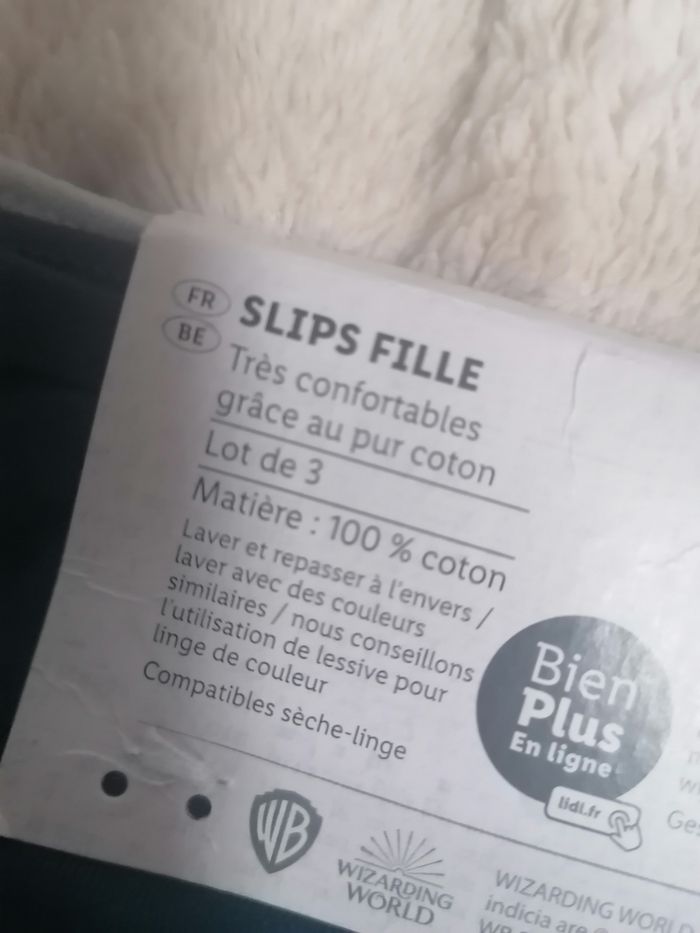 FR
BE
SLIPS FILLE
Très confortables
grâce au pur coton
Lot de 3
Matière : 100 % coton
Laver et repasser à l'envers /
laver avec des couleurs
similaires / nous conseillons
l'utilisation de lessive pour
linge de couleur
Compatibles sèche-linge
Bien
Plus
En ligne
lidl.fr
WB
WIZARDING
WORLD
WIZARDING WORLD
indicia are